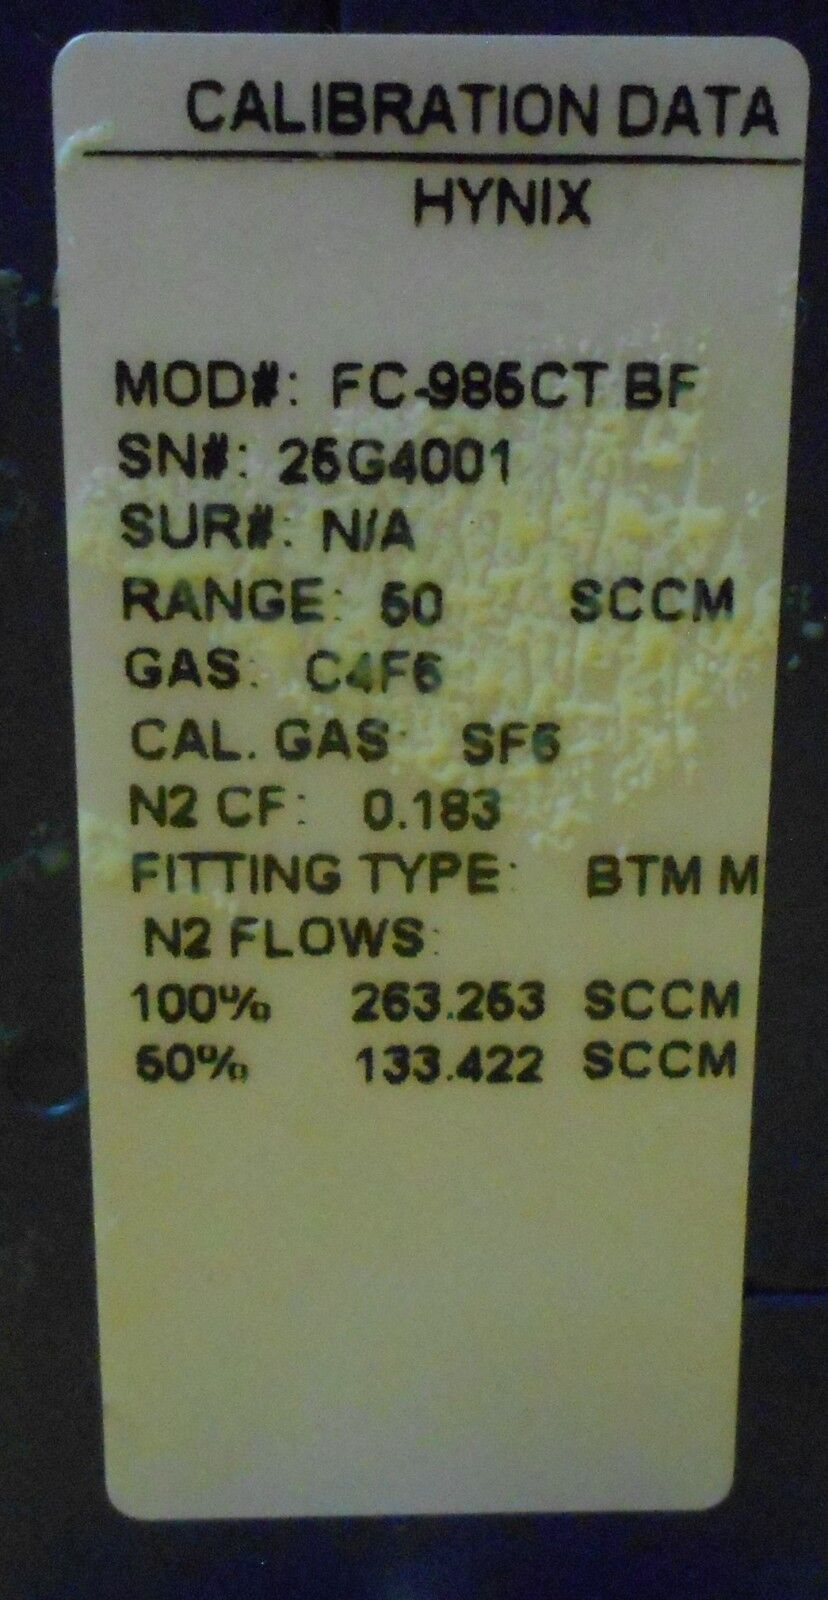 CALIBRATION DATA
HYNIX
MOD#: FC-985CT BF
SN#: 25G4001
SUR#: N/A
RANGE: 50 SCCM
GAS: C4F6
CAL. GAS: SF6
N2 CF: 0.183
FITTING TYPE: BTM M
N2 FLOWS:
100% 263.253 SCCM
50% 133.422 SCCM